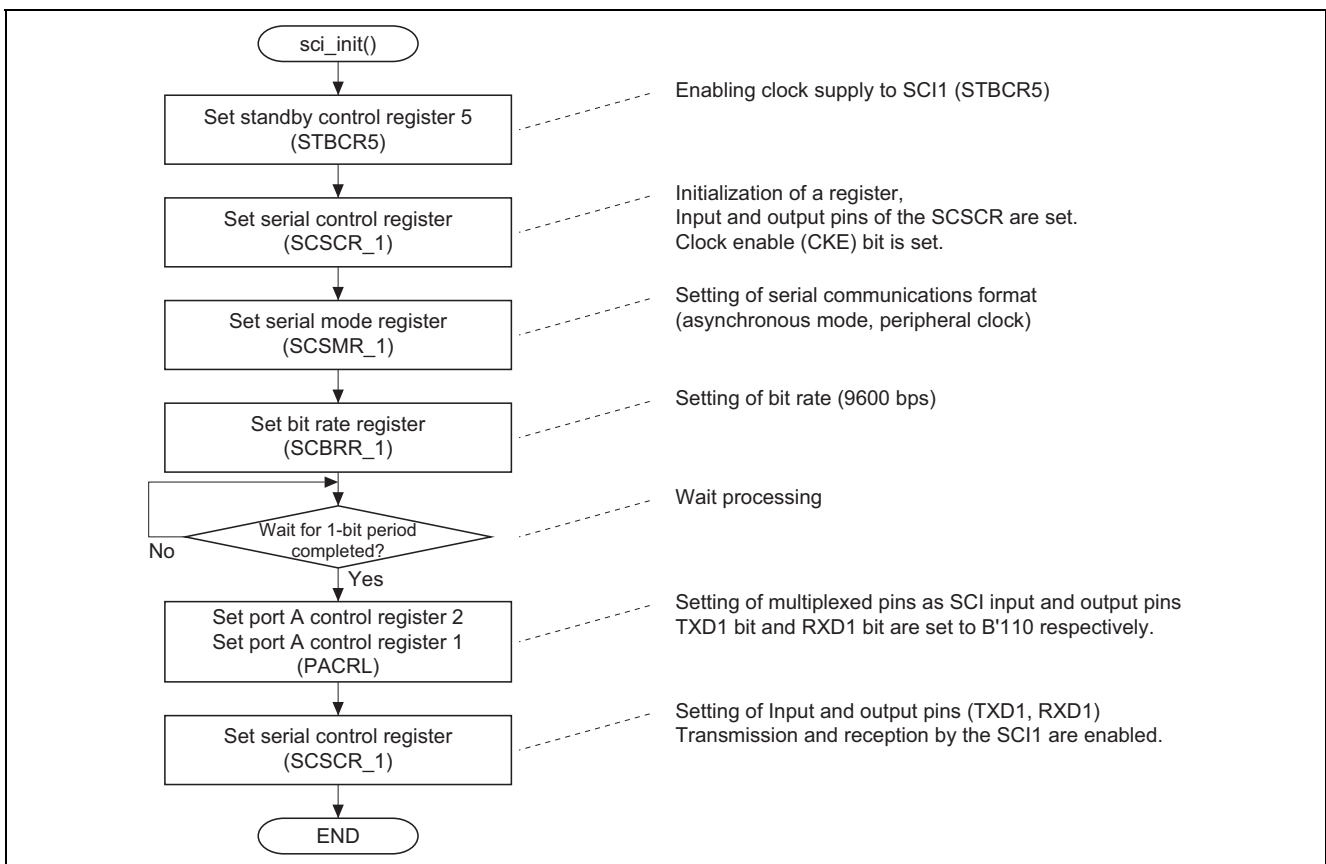 sci_init()
Set standby control register 5
(STBCR5)
Enabling clock supply to SCI1 (STBCR5)
Set serial control register
(SCSCR_1)
Initialization of a register,
Input and output pins of the SCSCR are set.
Clock enable (CKE) bit is set.
Set serial mode register
(SCSMR_1)
Setting of serial communications format
(asynchronous mode, peripheral clock)
Set bit rate register
(SCBRR_1)
Setting of bit rate (9600 bps)
Wait for 1-bit period
completed?
Wait processing
No
Yes
Set port A control register 2
Set port A control register 1
(PACRL)
Setting of multiplexed pins as SCI input and output pins
TXD1 bit and RXD1 bit are set to B'110 respectively.
Set serial control register
(SCSCR_1)
Setting of Input and output pins (TXD1, RXD1)
Transmission and reception by the SCI1 are enabled.
END